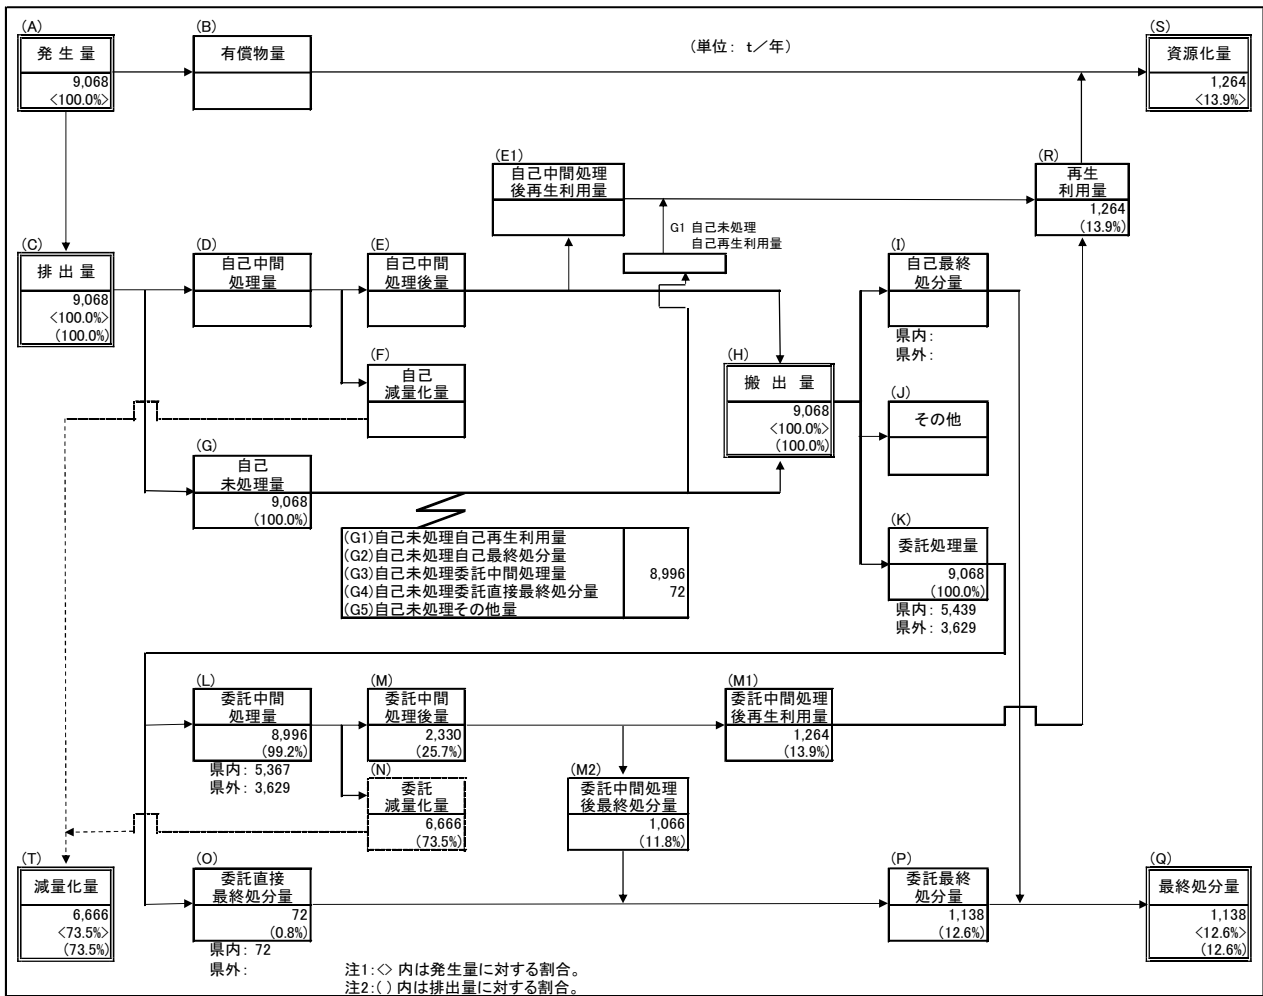 (A)
発 生 量
9,068
<100.0%>
(B)
有償物量
(単位: t/年)
(S)
資源化量
1,264
<13.9%>
(E1)
自己中間処理
後再生利用量
(R)
再生
利用量
1,264
(13.9%)
G1 自己未処理
自己再生利用量
(C)
排 出 量
9,068
<100.0%>
(100.0%)
(D)
自己中間
処理量
(E)
自己中間
処理後量
(I)
自己最終
処分量
県内:
県外:
(F)
自己
減量化量
(H)
搬 出 量
9,068
<100.0%>
(100.0%)
(J)
その他
(G)
自己
未処理量
9,068
(100.0%)
(G1)自己未処理自己再生利用量
(G2)自己未処理自己最終処分量
(G3)自己未処理委託中間処理量 8,996
(G4)自己未処理委託直接最終処分量 72
(G5)自己未処理その他量
(K)
委託処理量
9,068
(100.0%)
県内: 5,439
県外: 3,629
(L)
委託中間
処理量
8,996
(99.2%)
県内: 5,367
県外: 3,629
(M)
委託中間
処理後量
2,330
(25.7%)
(M1)
委託中間処理
後再生利用量
1,264
(13.9%)
(N)
委託
減量化量
6,666
(73.5%)
(M2)
委託中間処理
後最終処分量
1,066
(11.8%)
(T)
減量化量
6,666
<73.5%>
(73.5%)
(O)
委託直接
最終処分量
72
(0.8%)
県内: 72
県外:
(P)
委託最終
処分量
1,138
(12.6%)
(Q)
最終処分量
1,138
<12.6%>
(12.6%)
注1:<> 内は発生量に対する割合。
注2:( ) 内は排出量に対する割合。